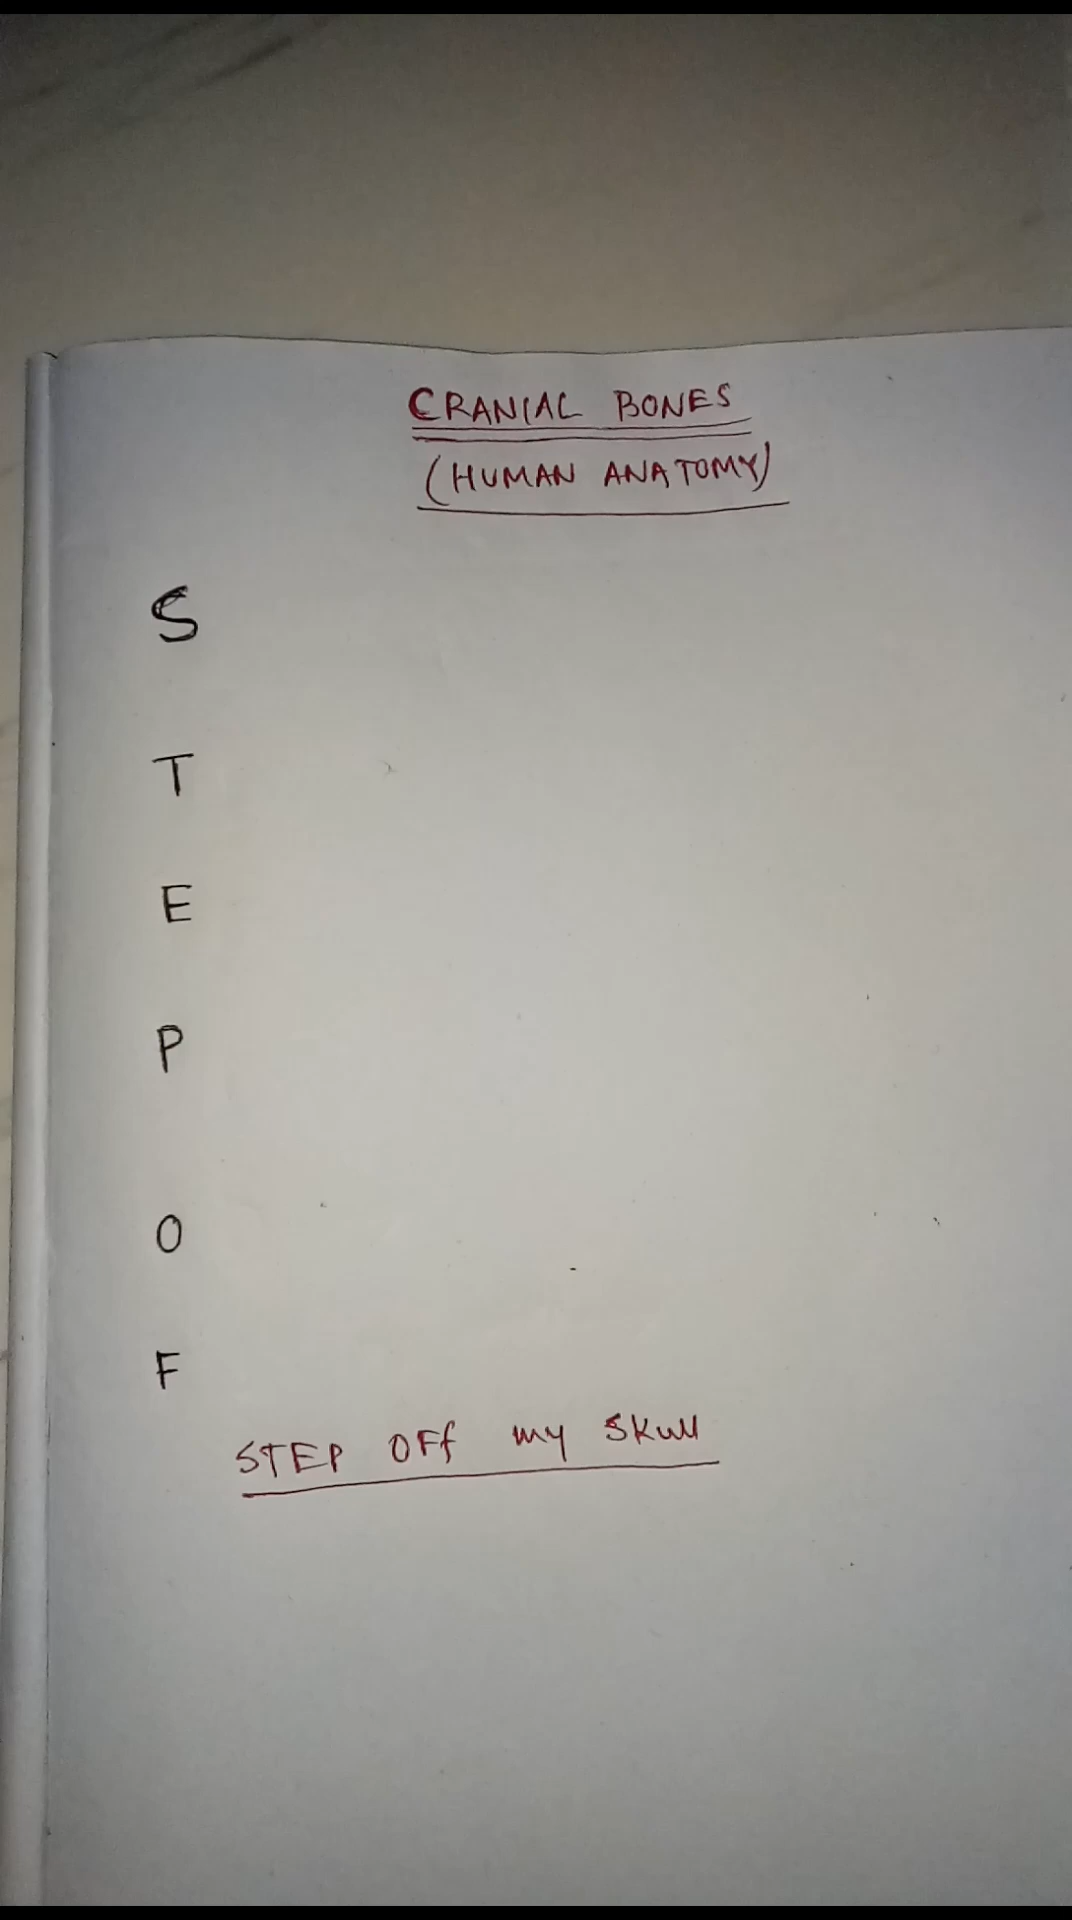 CRANIAL BONES
(HUMAN ANATOMY)
S
T
E
P
O
F
STEP OFf my Skull